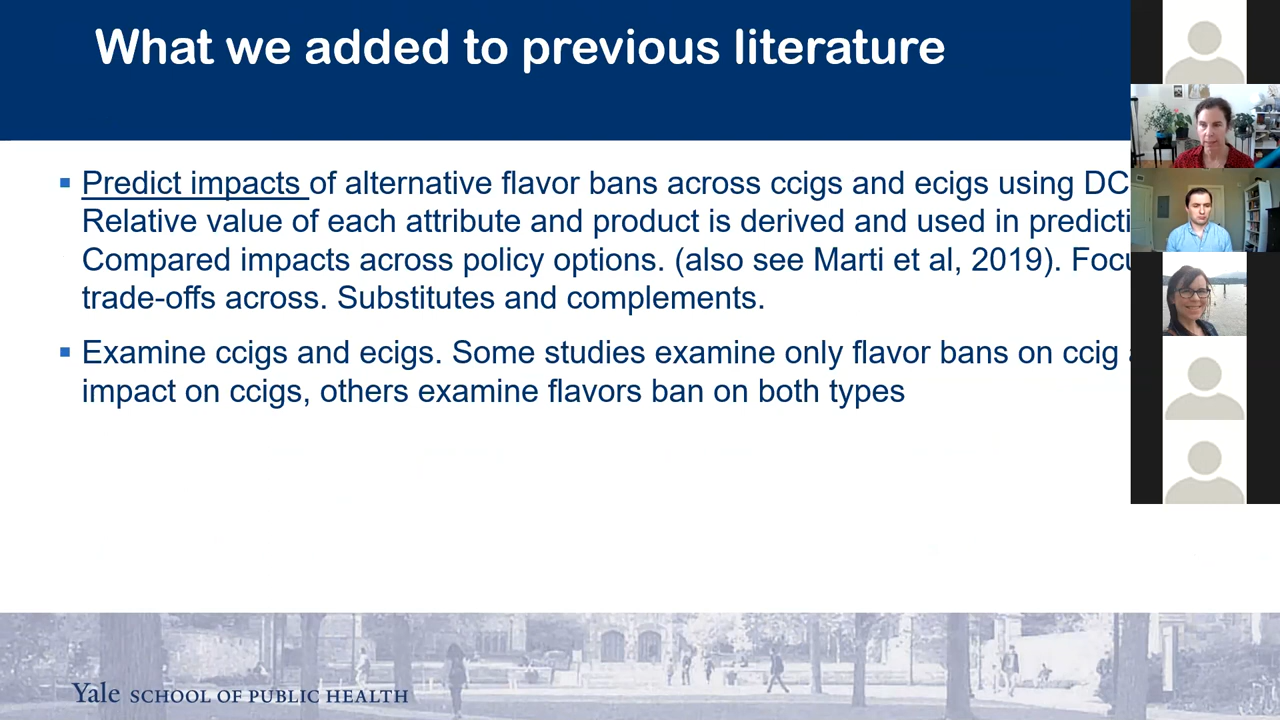 What we added to previous literature
Predict impacts of alternative flavor bans across ccigs and ecigs using
Relative value of each attribute and product is derived and used in
Compared impacts across policy options. (also see Marti et al, 2019).
trade-offs across. Substitutes and complements.
Examine ccigs and ecigs. Some studies examine only flavor bans on ccig
impact on ccigs, others examine flavors ban on both types
Yale SCHOOL OF PUBLIC HEALTH